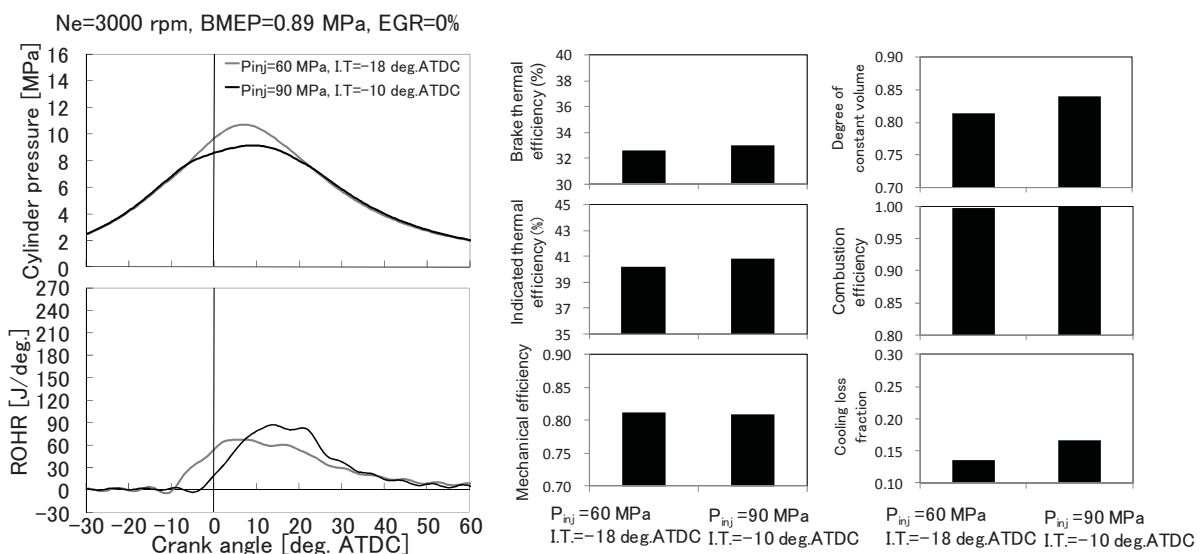 Ne=3000 rpm, BMEP=0.89 MPa, EGR=0%
Cylinder pressure [MPa]
16
14
12
10
8
6
4
2
0
Pinj=60 MPa, I.T=-18 deg.ATDC
Pinj=90 MPa, I.T=-10 deg.ATDC
ROHR [J/deg.]
270
240
210
180
150
120
90
60
30
0
-30
-30 -20 -10 0 10 20 30 40 50 60
Crank angle [deg. ATDC]
Brake thermal
efficiency (%)
40
38
36
34
32
30
Indicated thermal
efficiency (%)
45
43
41
39
37
35
Mechanical efficiency
0.90
0.85
0.80
0.75
0.70
Pinj =60 MPa
I.T.=-18 deg.ATDC
Pinj =90 MPa
I.T.=-10 deg.ATDC
Degree of
constant volume
0.90
0.85
0.80
0.75
0.70
Combustion
efficiency
1.00
0.95
0.90
0.85
0.80
Cooling loss
fraction
0.30
0.25
0.20
0.15
0.10
Pinj =60 MPa
I.T.=-18 deg.ATDC
Pinj =90 MPa
I.T.=-10 deg.ATDC